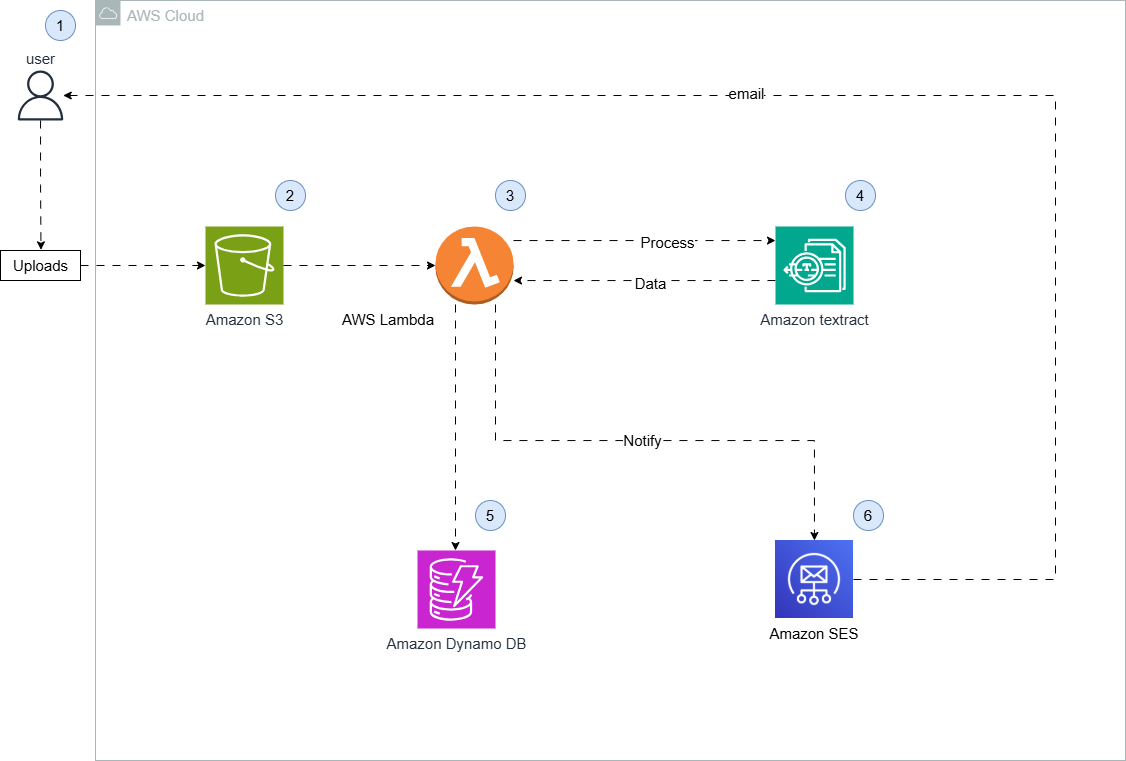 1
AWS Cloud
user
email
2
3
4
Process
Uploads
Data
Amazon S3
AWS Lambda
Amazon textract
Notify
5
6
Amazon Dynamo DB
Amazon SES